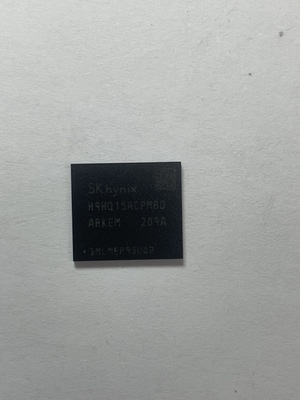 SK hynix
H9HQ15ACPMBD
ARKEM 209A